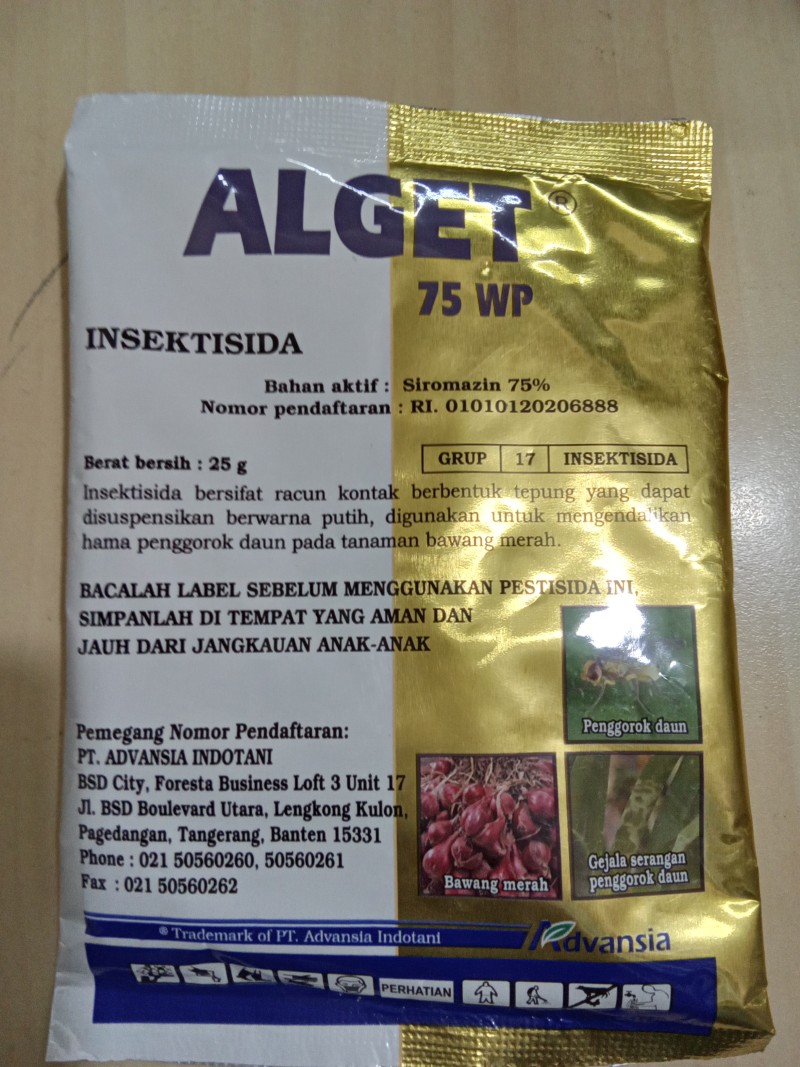 ALGET ®
75 WP
INSEKTISIDA
Bahan aktif : Siromazin 75%
Nomor pendaftaran : RI. 01010120206888
Berat bersih : 25 g
GRUP 17 INSEKTISIDA
Insektisida bersifat racun kontak berbentuk tepung yang dapat
disuspensikan berwarna putih, digunakan untuk mengendalikan
hama penggorok daun pada tanaman bawang merah.
BACALAH LABEL SEBELUM MENGGUNAKAN PESTISIDA INI,
SIMPANLAH DI TEMPAT YANG AMAN DAN
JAUH DARI JANGKAUAN ANAK-ANAK
Penggorok daun
Pemegang Nomor Pendaftaran:
PT. ADVANSIA INDOTANI
BSD City, Foresta Business Loft 3 Unit 17
Jl. BSD Boulevard Utara, Lengkong Kulon,
Pagedangan, Tangerang, Banten 15331
Phone : 021 50560260, 50560261
Fax : 021 50560262
Bawang merah
Gejala serangan
penggorok daun
® Trademark of PT. Advansia Indotani
Advansia
PERHATIAN